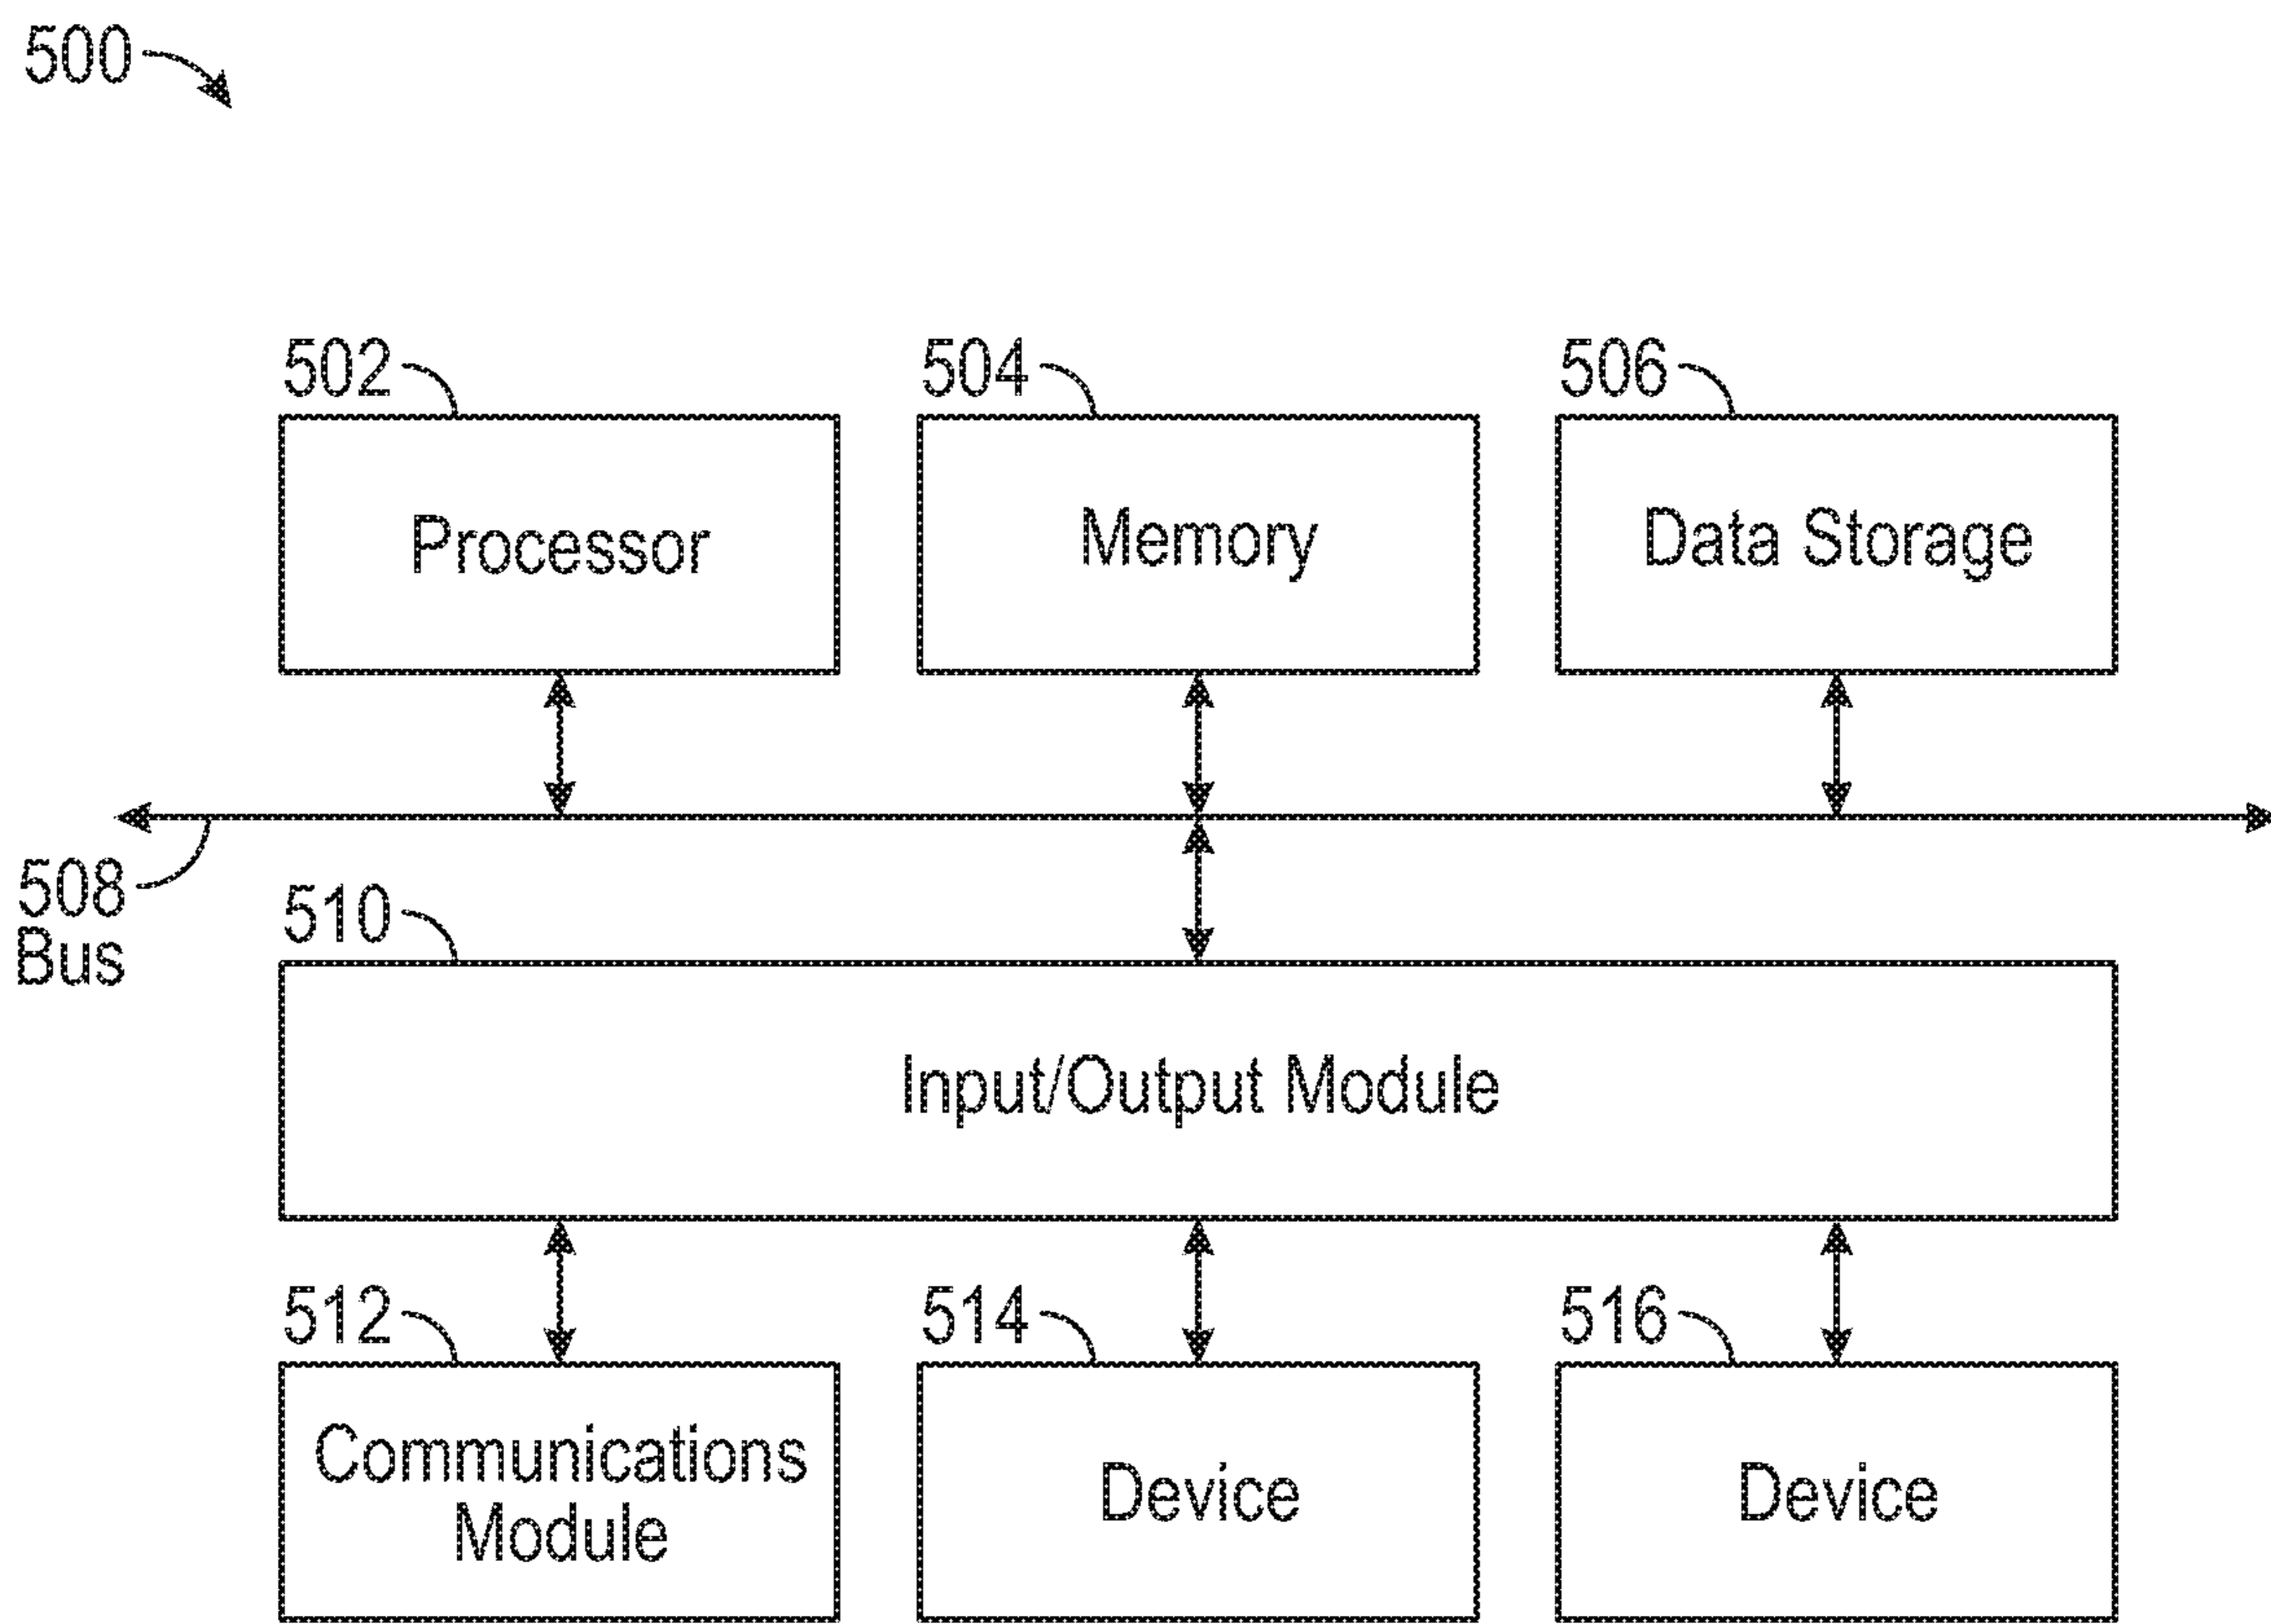 500
502
504
506
Processor
Memory
Data Storage
508
Bus
510
Input/Output Module
512
514
516
Communications
Module
Device
Device